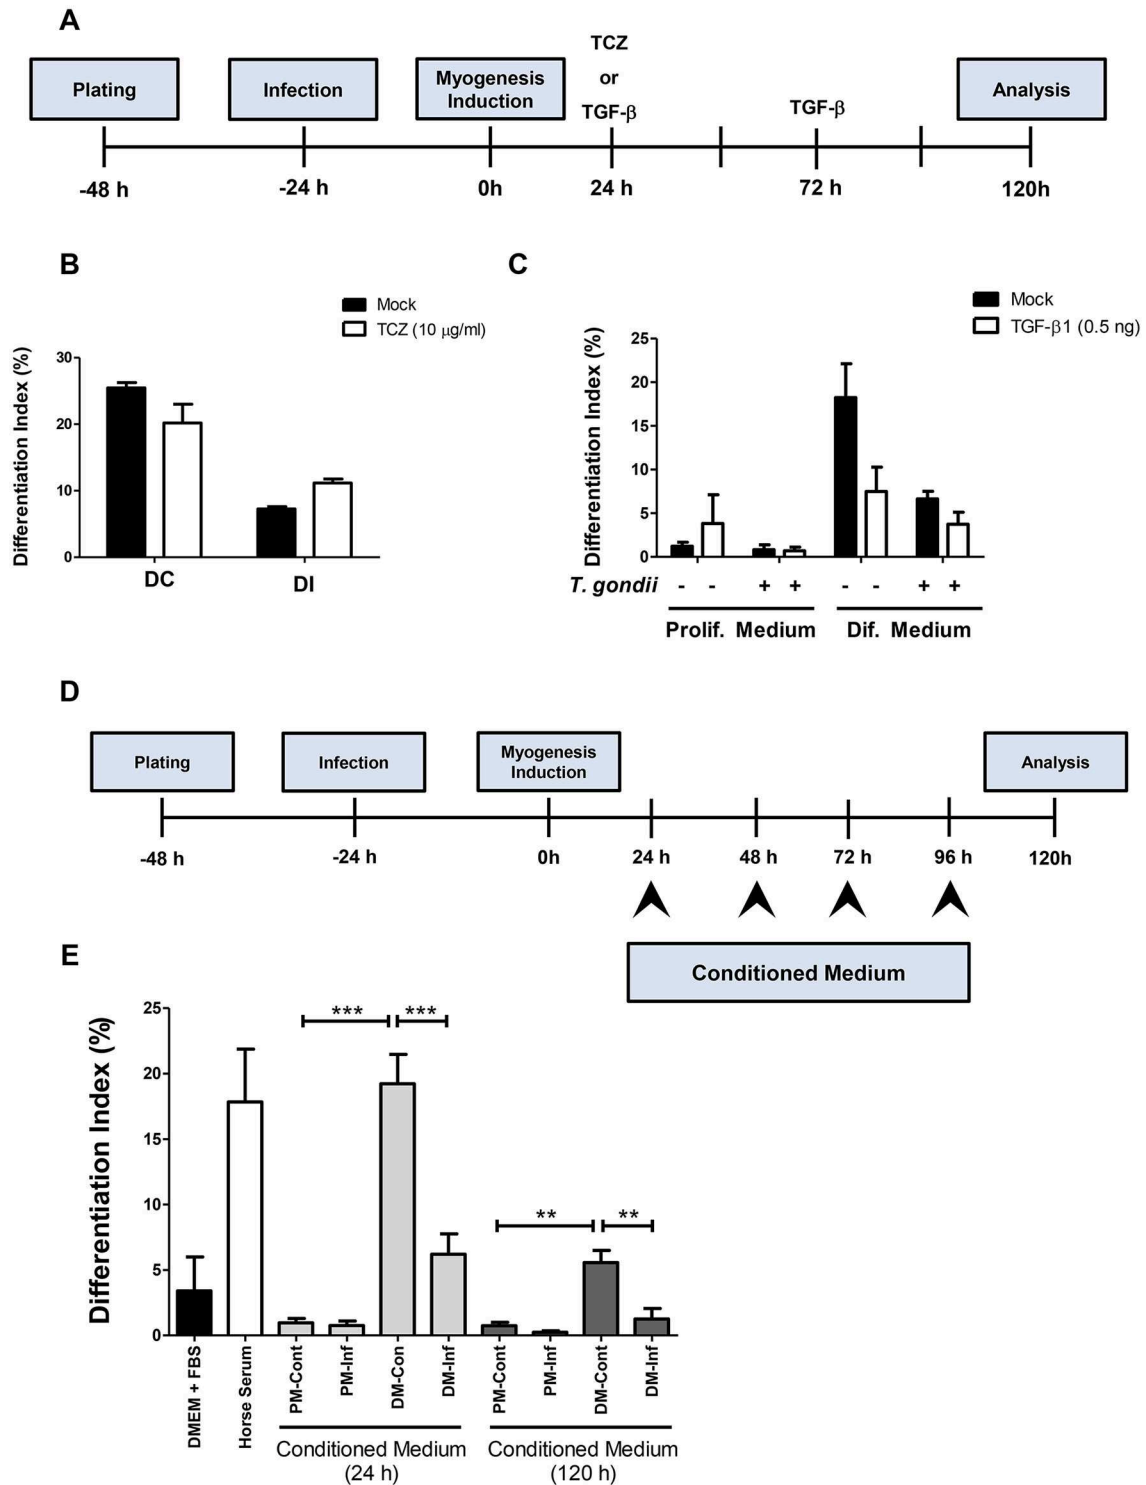 A
TCZ
or
TGF-β
TGF-β
Plating
Infection
Myogenesis
Induction
Analysis
-48 h
-24 h
0h
24 h
72 h
120h
B
Mock
TCZ (10 µg/ml)
Differentiation Index (%)
30
20
10
0
DC
DI
C
Mock
TGF-β1 (0.5 ng)
Differentiation Index (%)
25
20
15
10
5
0
T. gondii
- - + + - - + +
Prolif. Medium
Dif. Medium
D
Plating
Infection
Myogenesis
Induction
Analysis
-48 h
-24 h
0h
24 h
48 h
72 h
96 h
120h
Conditioned Medium
E
Differentiation Index (%)
25
20
15
10
5
0
***
***
**
**
DMEM + FBS
Horse Serum
PM-Cont
PM-Inf
DM-Con
DM-Inf
PM-Cont
PM-Inf
DM-Cont
DM-Inf
Conditioned Medium
(24 h)
Conditioned Medium
(120 h)